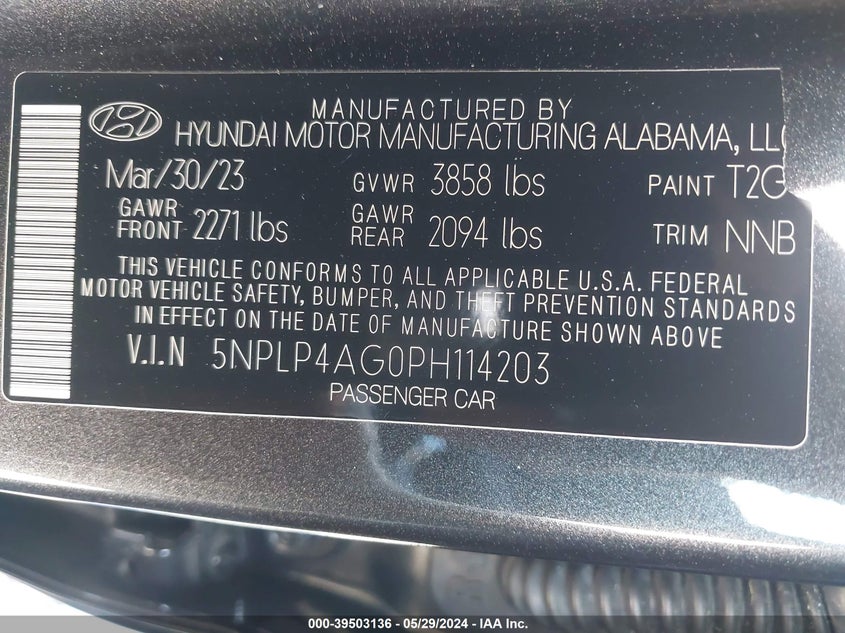 MANUFACTURED BY
HYUNDAI MOTOR MANUFACTURING ALABAMA, LLC
Mar/30/23 GVWR 3858 lbs PAINT T2G
GAWR FRONT 2271 lbs GAWR REAR 2094 lbs TRIM NNB
THIS VEHICLE CONFORMS TO ALL APPLICABLE U.S.A. FEDERAL
MOTOR VEHICLE SAFETY, BUMPER, AND THEFT PREVENTION STANDARDS
IN EFFECT ON THE DATE OF MANUFACTURE SHOWN ABOVE
V.I.N 5NPLP4AG0PH114203
PASSENGER CAR
000-39503136 - 05/29/2024 - IAA Inc.